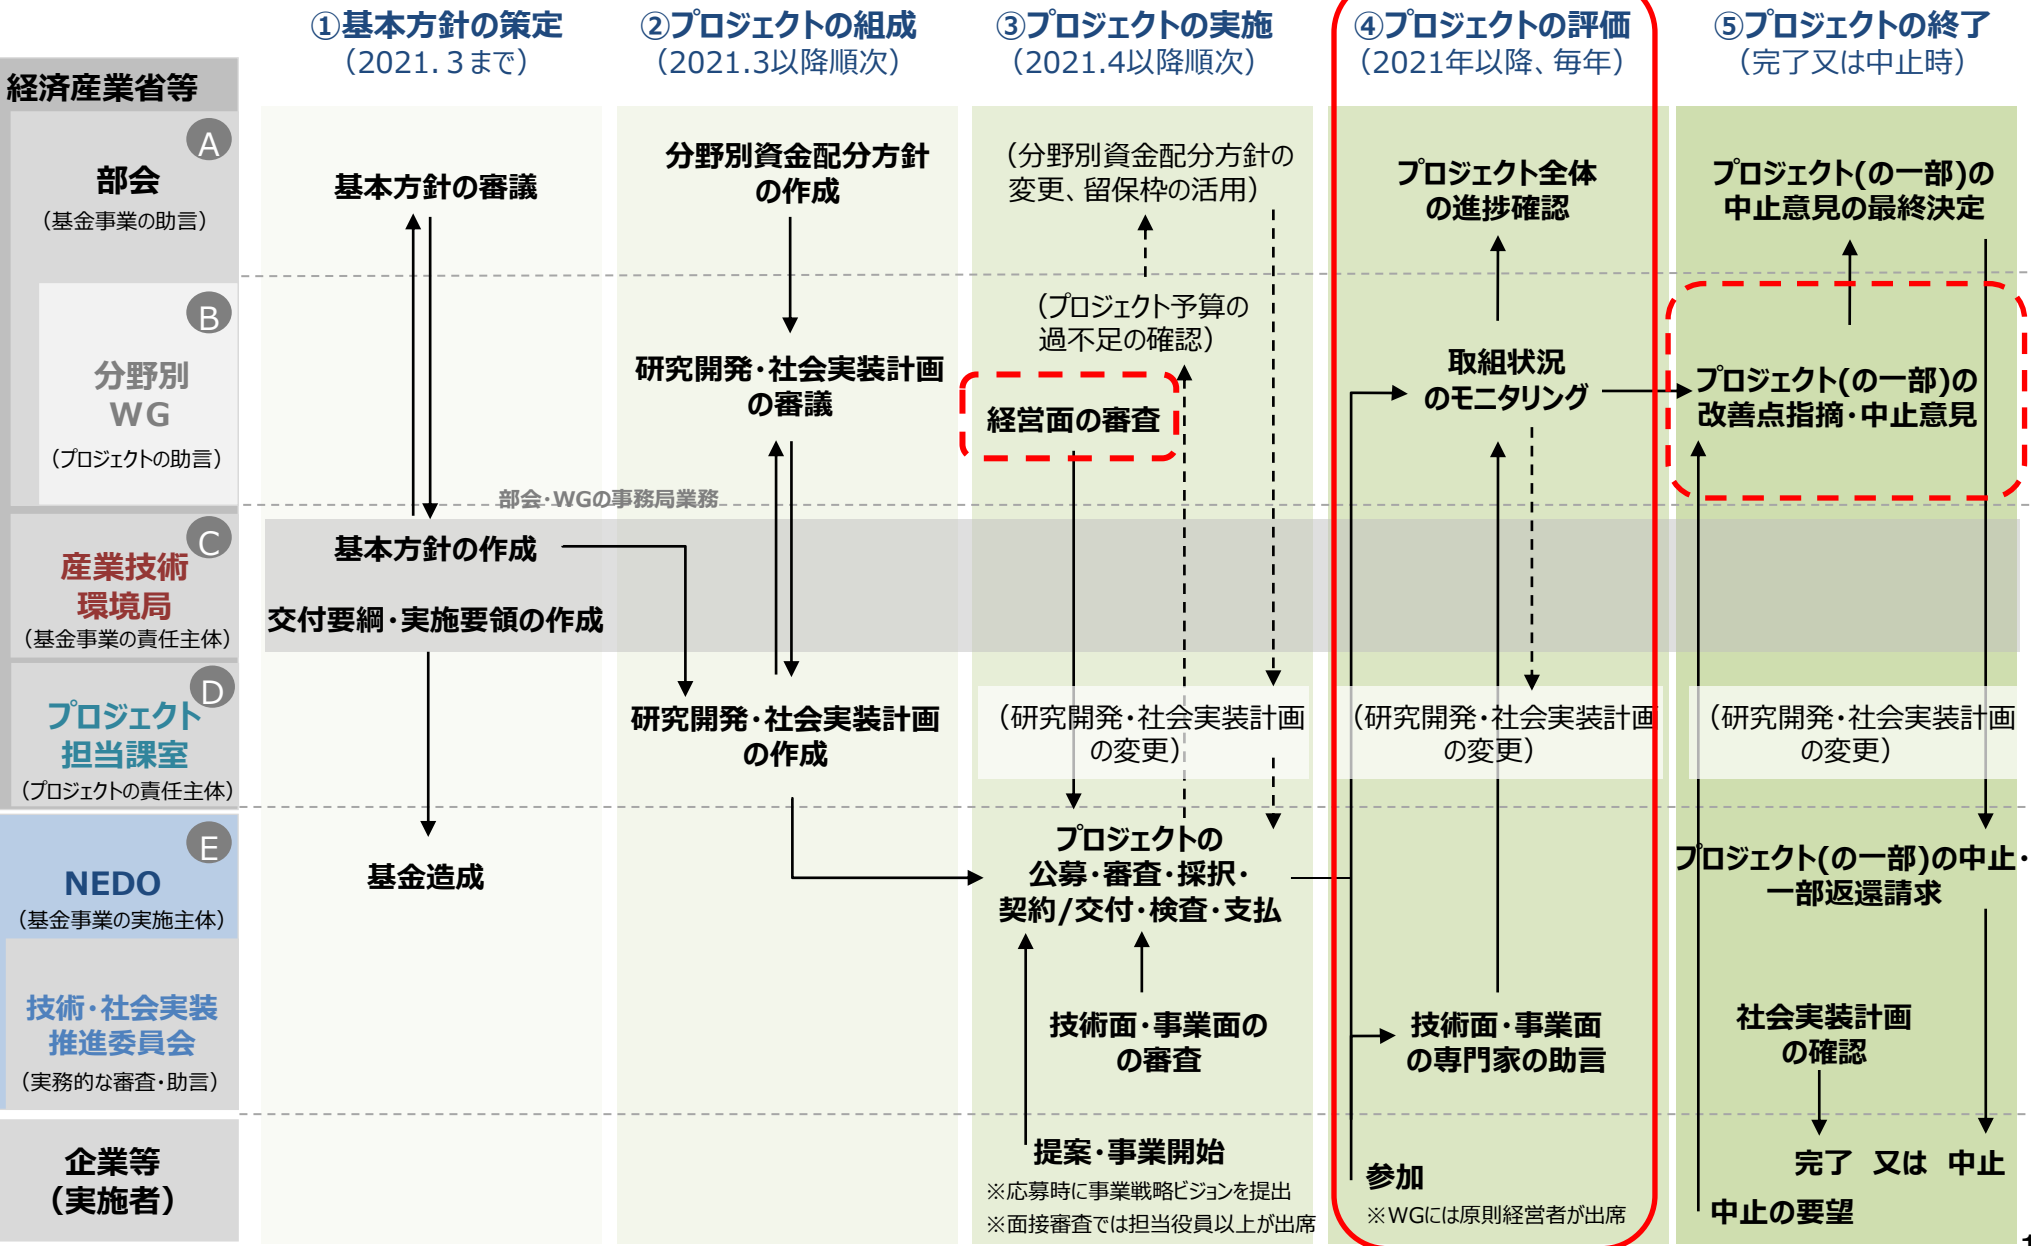 ①基本方針の策定
（2021.３まで）
②プロジェクトの組成
（2021.3以降順次）
③プロジェクトの実施
（2021.4以降順次）
④プロジェクトの評価
（2021年以降、毎年）
⑤プロジェクトの終了
（完了又は中止時）
経済産業省等
A
部会
（基金事業の助言）
基本方針の審議
分野別資金配分方針
の作成
（分野別資金配分方針の
変更、留保枠の活用）
プロジェクト全体
の進捗確認
プロジェクト(の一部)の
中止意見の最終決定
B
分野別
WG
（プロジェクトの助言）
研究開発・社会実装計画
の審議
（プロジェクト予算の
過不足の確認）
経営面の審査
取組状況
のモニタリング
プロジェクト(の一部)の
改善点指摘・中止意見
部会・WGの事務局業務
C
産業技術
環境局
（基金事業の責任主体）
基本方針の作成
交付要綱・実施要領の作成
D
プロジェクト
担当課室
（プロジェクトの責任主体）
研究開発・社会実装計画
の作成
（研究開発・社会実装計画
の変更）
（研究開発・社会実装計画
の変更）
（研究開発・社会実装計画
の変更）
E
NEDO
（基金事業の実施主体）
基金造成
プロジェクトの
公募・審査・採択・
契約/交付・検査・支払
プロジェクト(の一部)の中止・
一部返還請求
技術・社会実装
推進委員会
（実務的な審査・助言）
技術面・事業面の
の審査
技術面・事業面
の専門家の助言
社会実装計画
の確認
企業等
（実施者）
提案・事業開始
※応募時に事業戦略ビジョンを提出
※面接審査では担当役員以上が出席
参加
※WGには原則経営者が出席
完了 又は 中止
中止の要望